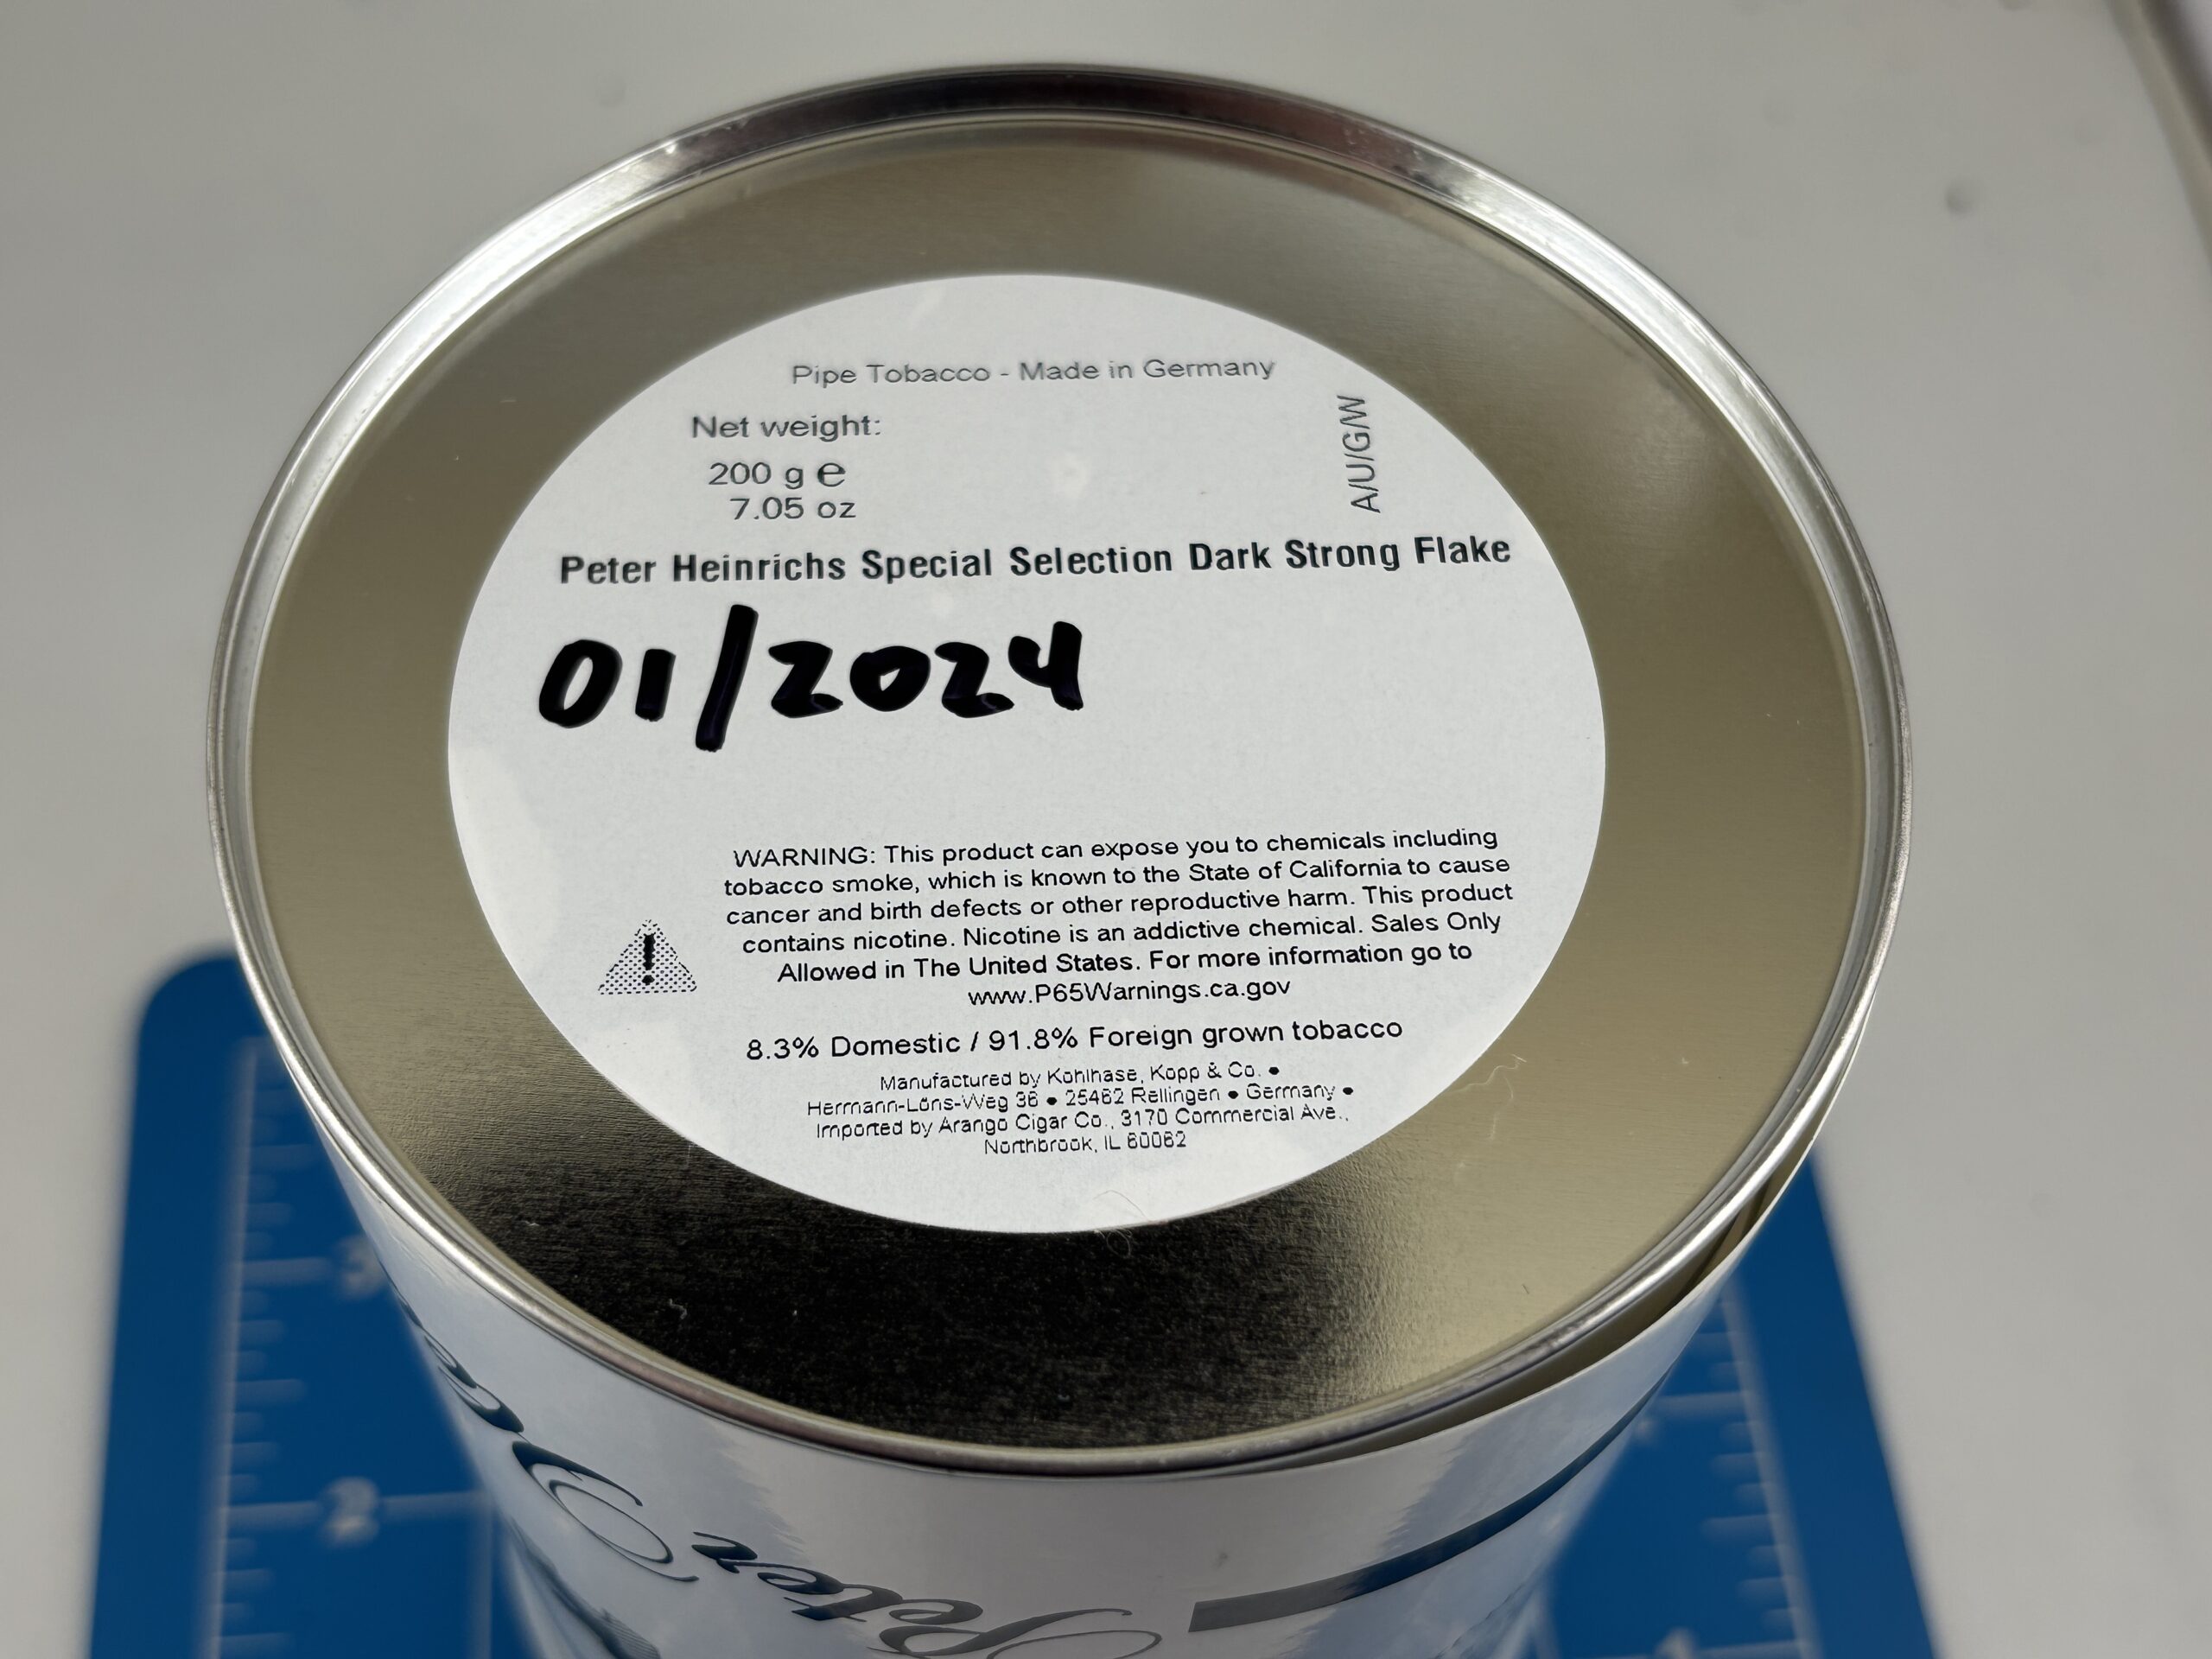 Pipe Tobacco - Made in Germany
A/U/G/W
Net weight:
200 g e
7.05 oz
Peter Heinrichs Special Selection Dark Strong Flake
01/2024
WARNING: This product can expose you to chemicals including
tobacco smoke, which is known to the State of California to cause
cancer and birth defects or other reproductive harm. This product
contains nicotine. Nicotine is an addictive chemical. Sales Only
Allowed in The United States. For more information go to
www.P65Warnings.ca.gov
!
8.3% Domestic / 91.8% Foreign grown tobacco
Manufactured by Kohlhase, Kopp & Co. •
Hermann-Löns-Weg 36 • 25462 Rellingen • Germany •
Imported by Arango Cigar Co., 3170 Commercial Ave.,
Northbrook, IL 60062
Peter
3
2